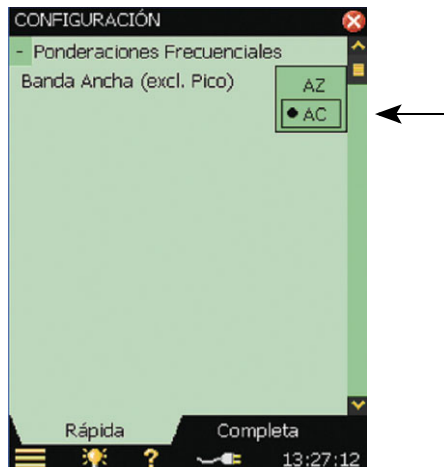 CONFIGURACIÓN
- Ponderaciones Frecuenciales
Banda Ancha (excl. Pico)
AZ
AC
Rápida
Completa
?
13:27:12